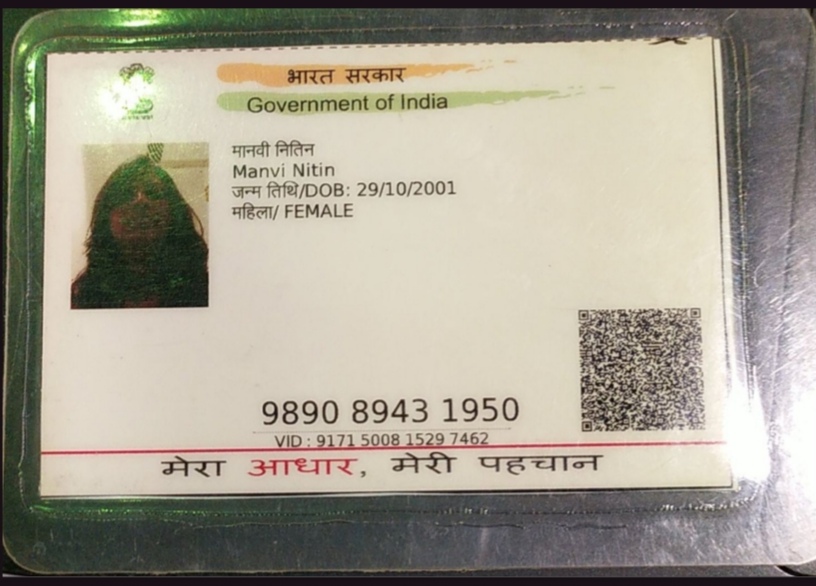 भारत सरकार
Government of India
मानवी नितिन
Manvi Nitin
जन्म तिथि/DOB: 29/10/2001
महिला/ FEMALE
9890 8943 1950
VID : 9171 5008 1529 7462
मेरा आधार, मेरी पहचान